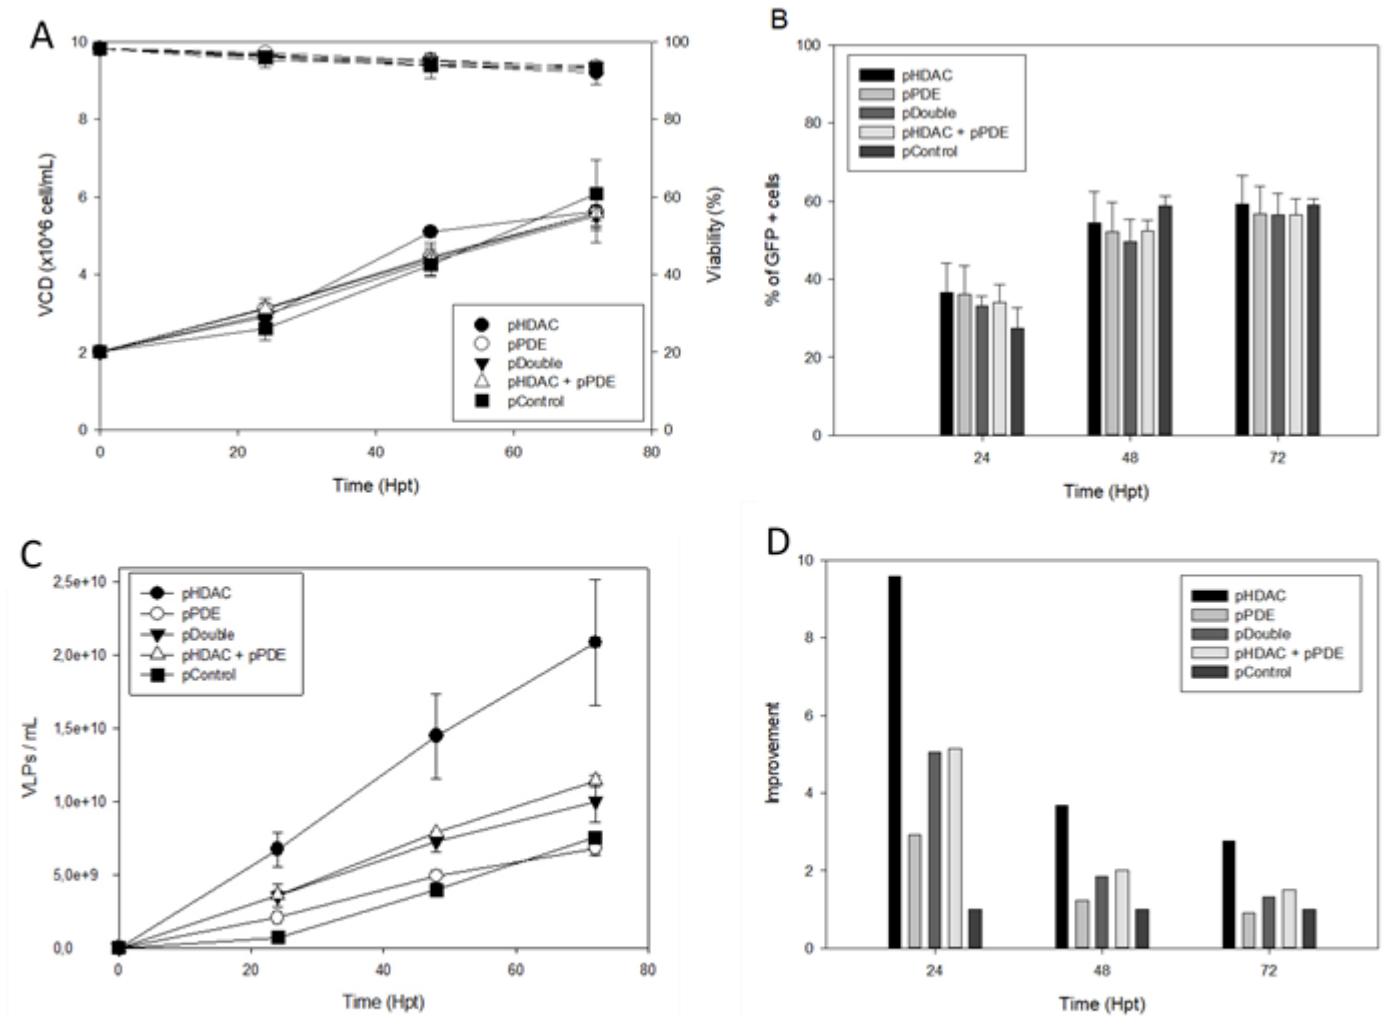 A
10
8
6
4
2
0
VCD (x10^6 cell/mL)
100
80
60
40
20
0
Viability (%)
pHDAC
pPDE
pDouble
pHDAC + pPDE
pControl
0 20 40 60 80
Time (Hpt)
B
100
80
60
40
20
0
% of GFP + cells
pHDAC
pPDE
pDouble
pHDAC + pPDE
pControl
24 48 72
Time (Hpt)
C
2,5e+10
2,0e+10
1,5e+10
1,0e+10
5,0e+9
0,0
VLPs / mL
pHDAC
pPDE
pDouble
pHDAC + pPDE
pControl
0 20 40 60 80
Time (Hpt)
D
10
8
6
4
2
0
Improvement
pHDAC
pPDE
pDouble
pHDAC + pPDE
pControl
24 48 72
Time (Hpt)